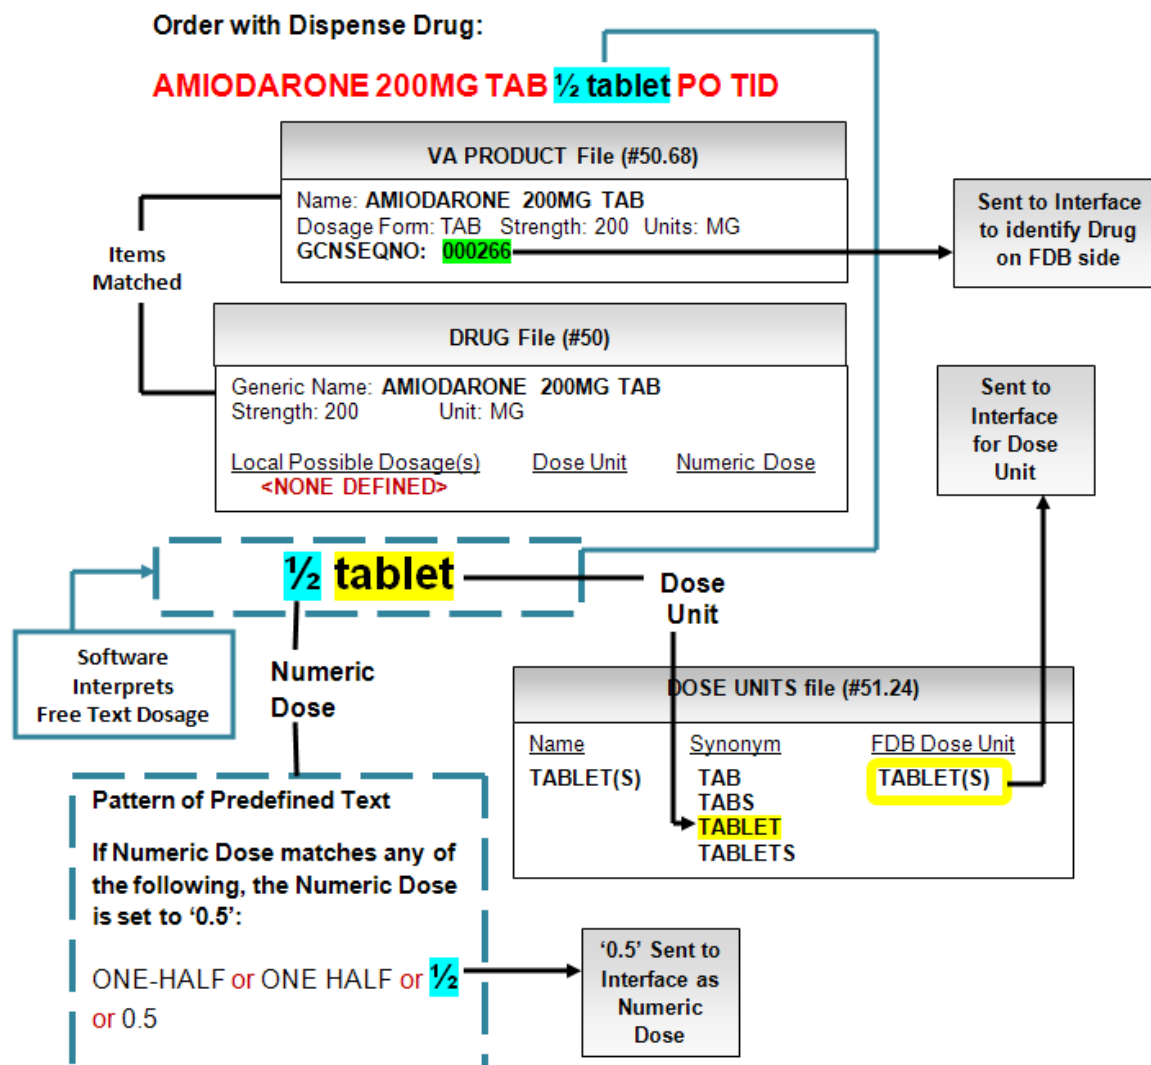 Order with Dispense Drug:
AMIODARONE 200MG TAB ½ tablet PO TID
VA PRODUCT File (#50.68)
Name: AMIODARONE 200MG TAB
Dosage Form: TAB Strength: 200 Units: MG
GCNSEQNO: 000266
Sent to Interface
to identify Drug
on FDB side
Items
Matched
DRUG File (#50)
Generic Name: AMIODARONE 200MG TAB
Strength: 200 Unit: MG
Local Possible Dosage(s) Dose Unit Numeric Dose
<NONE DEFINED>
Sent to
Interface
for Dose
Unit
½ tablet
Dose
Unit
Software
Interprets
Free Text Dosage
Numeric
Dose
DOSE UNITS file (#51.24)
Name Synonym FDB Dose Unit
TABLET(S) TAB TABLET(S)
TABS
TABLET
TABLETS
Pattern of Predefined Text
If Numeric Dose matches any of
the following, the Numeric Dose
is set to ‘0.5’:
ONE-HALF or ONE HALF or ½
or 0.5
‘0.5’ Sent to
Interface as
Numeric
Dose